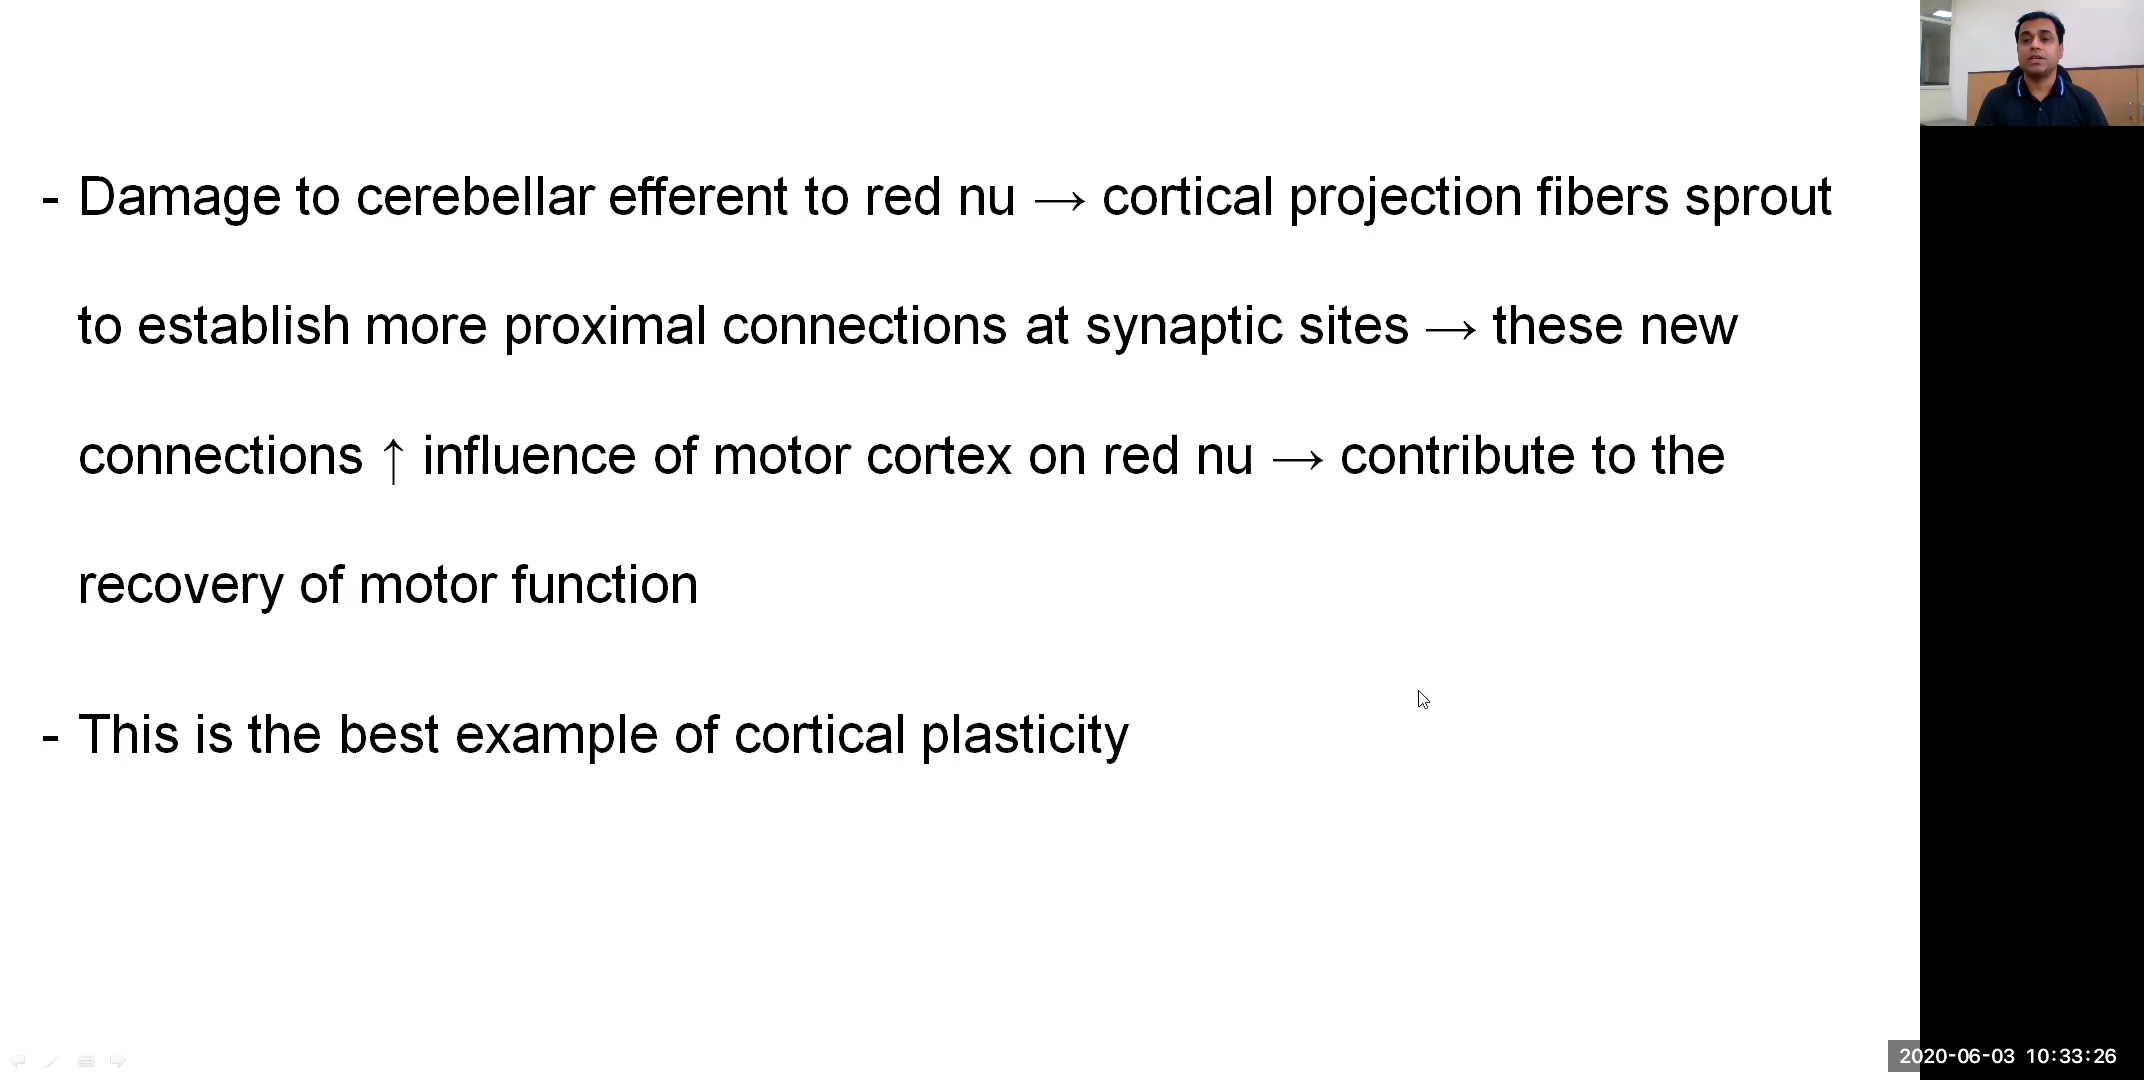 - Damage to cerebellar efferent to red nu → cortical projection fibers sprout
to establish more proximal connections at synaptic sites → these new
connections ↑ influence of motor cortex on red nu → contribute to the
recovery of motor function
- This is the best example of cortical plasticity
2020-06-03 10:33:26